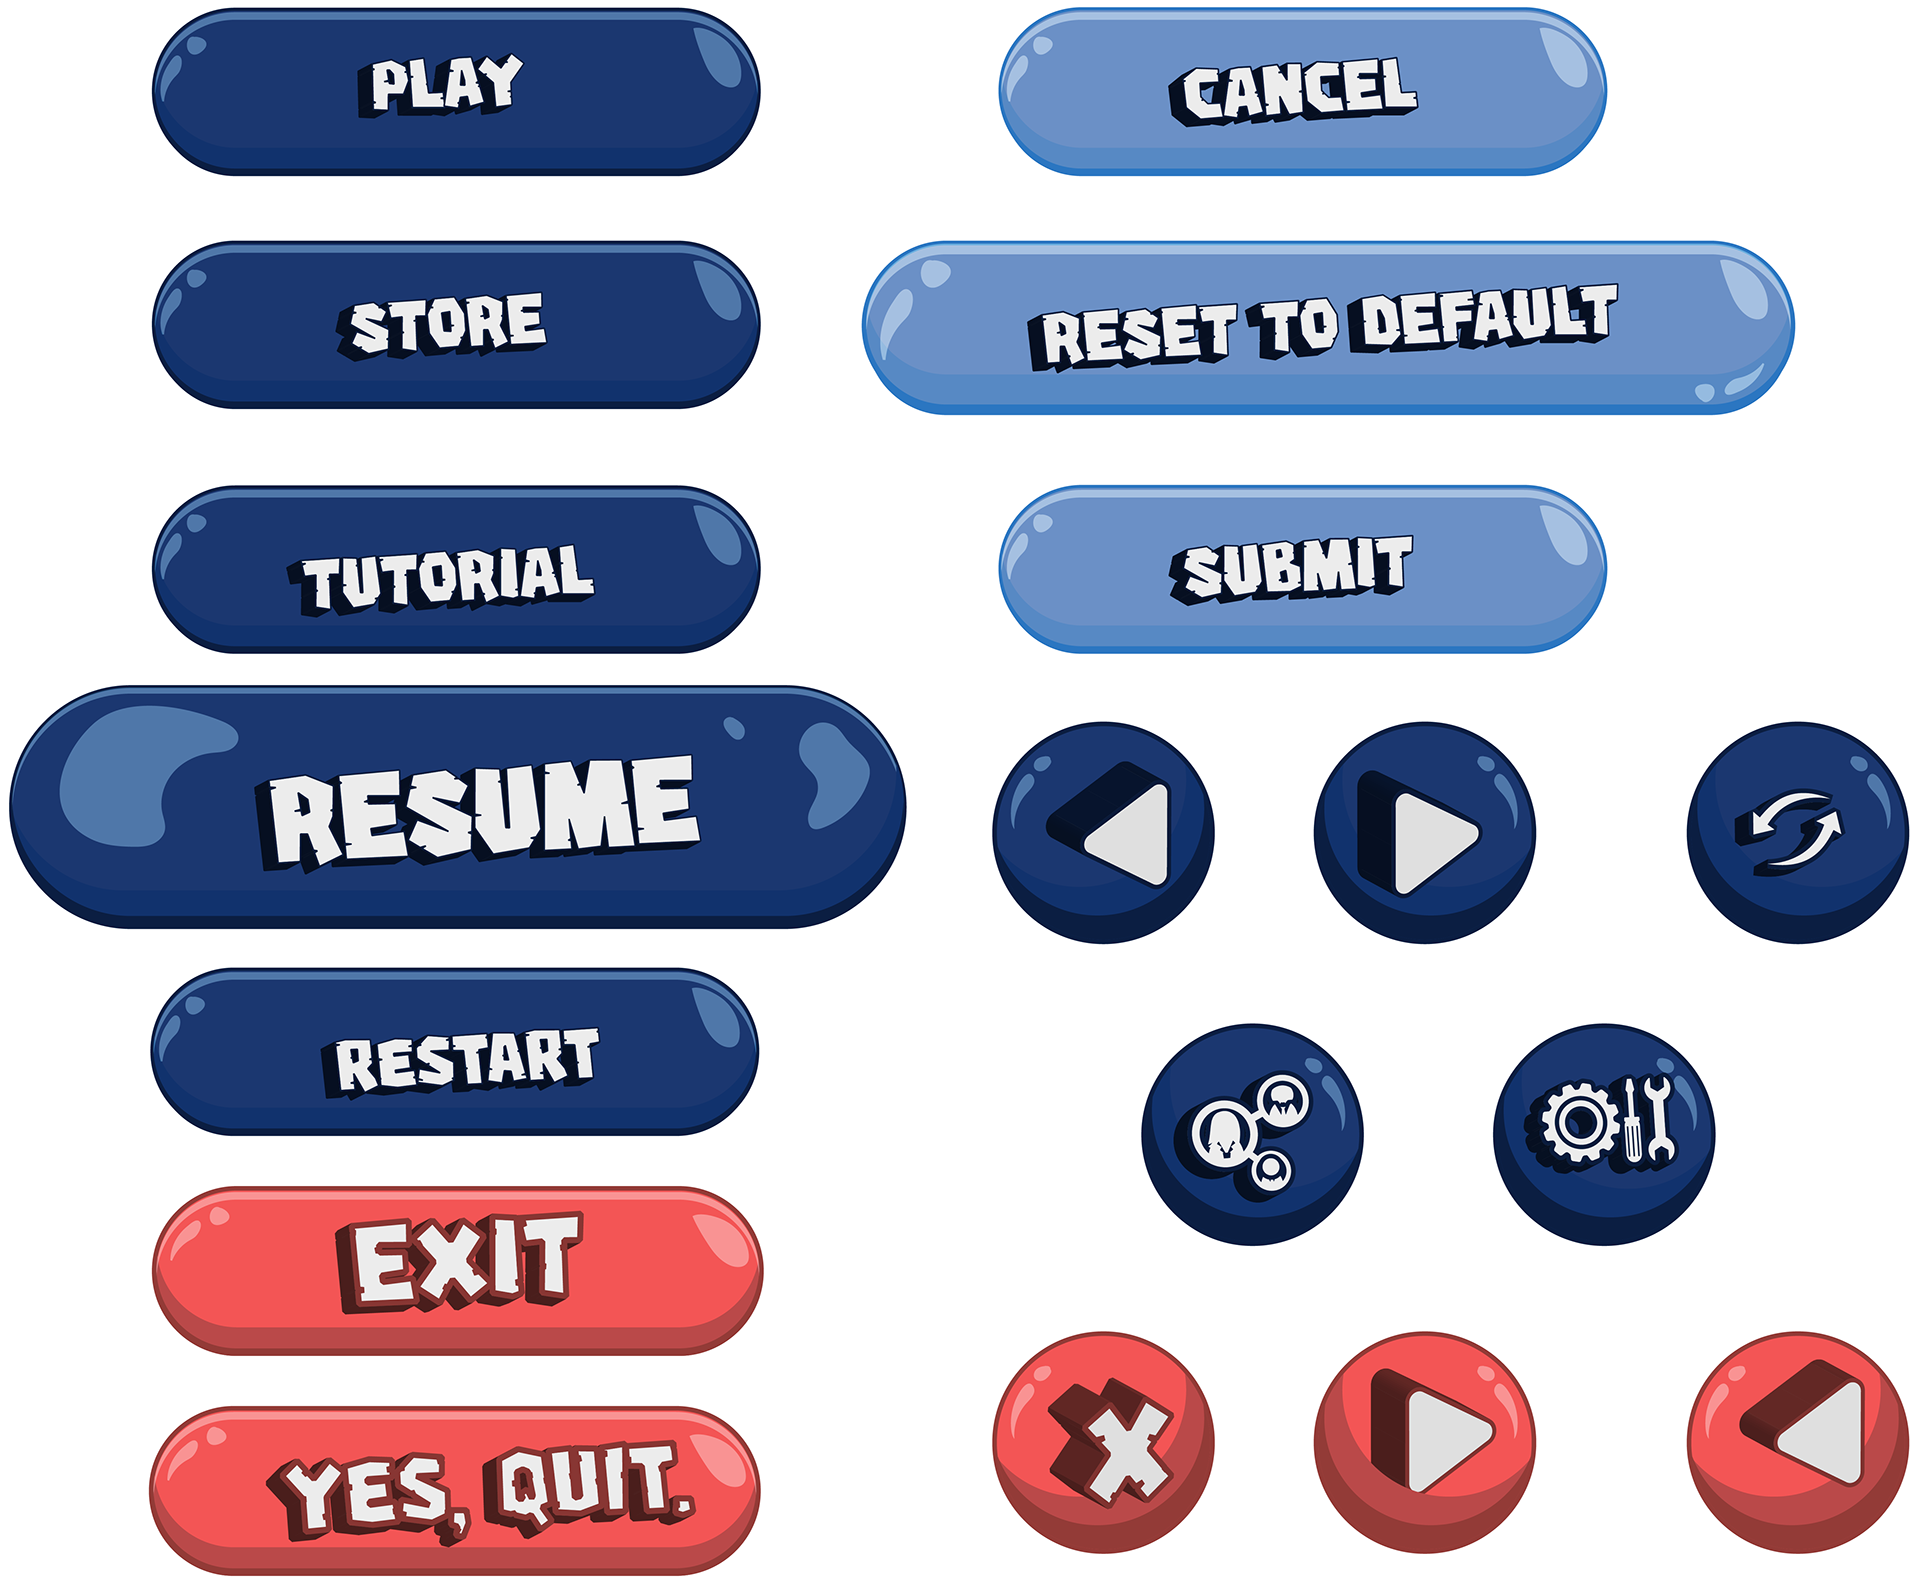 PLAY
CANCEL
STORE
RESET TO DEFAULT
TUTORIAL
SUBMIT
RESUME
RESTART
EXIT
YES, QUIT.